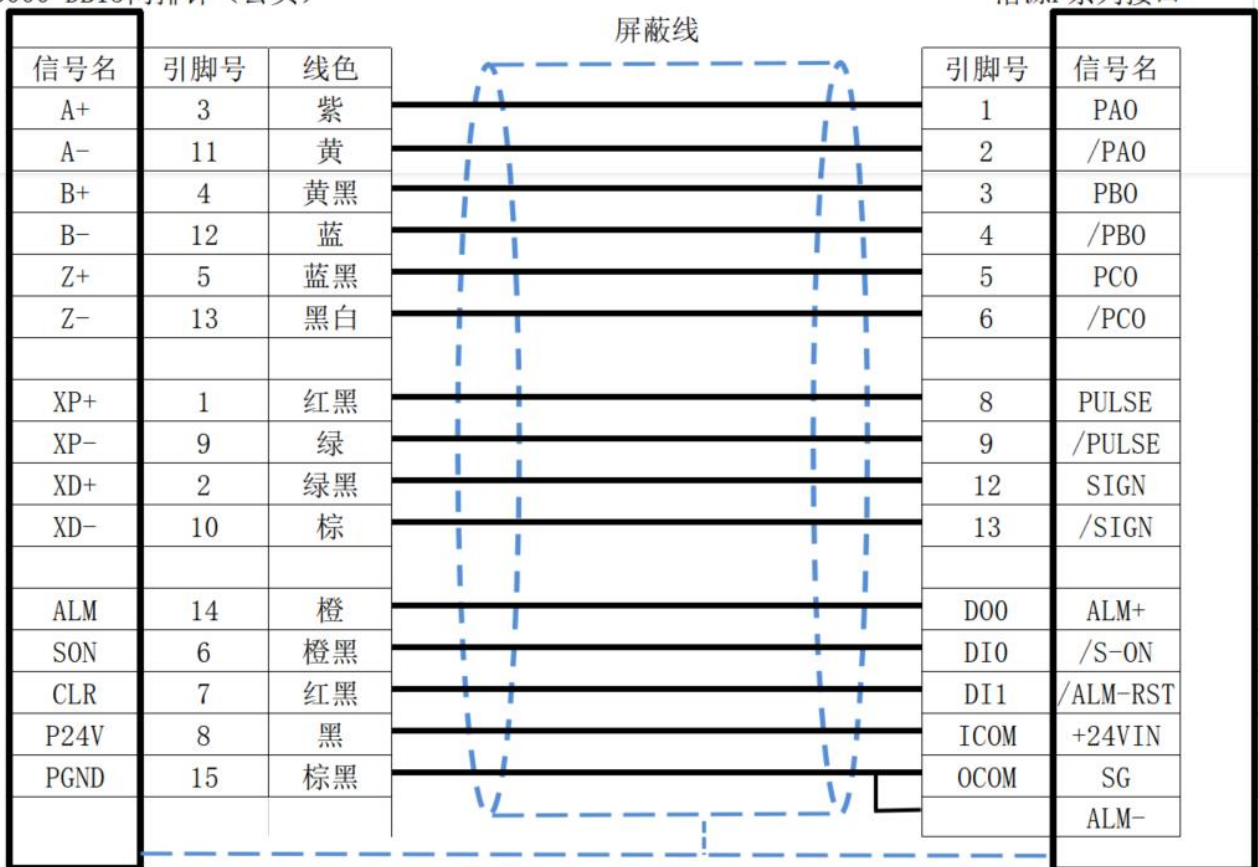 屏蔽线
信号名 引脚号 线色 引脚号 信号名
A+ 3 紫 1 PAO
A- 11 黄 2 /PAO
B+ 4 黄黑 3 PBO
B- 12 蓝 4 /PBO
Z+ 5 蓝黑 5 PCO
Z- 13 黑白 6 /PCO
XP+ 1 红黑 8 PULSE
XP- 9 绿 9 /PULSE
XD+ 2 绿黑 12 SIGN
XD- 10 棕 13 /SIGN
ALM 14 橙 DO0 ALM+
SON 6 橙黑 DI0 /S-ON
CLR 7 红黑 DI1 /ALM-RST
P24V 8 黑 ICOM +24VIN
PGND 15 棕黑 OCOM SG
ALM-